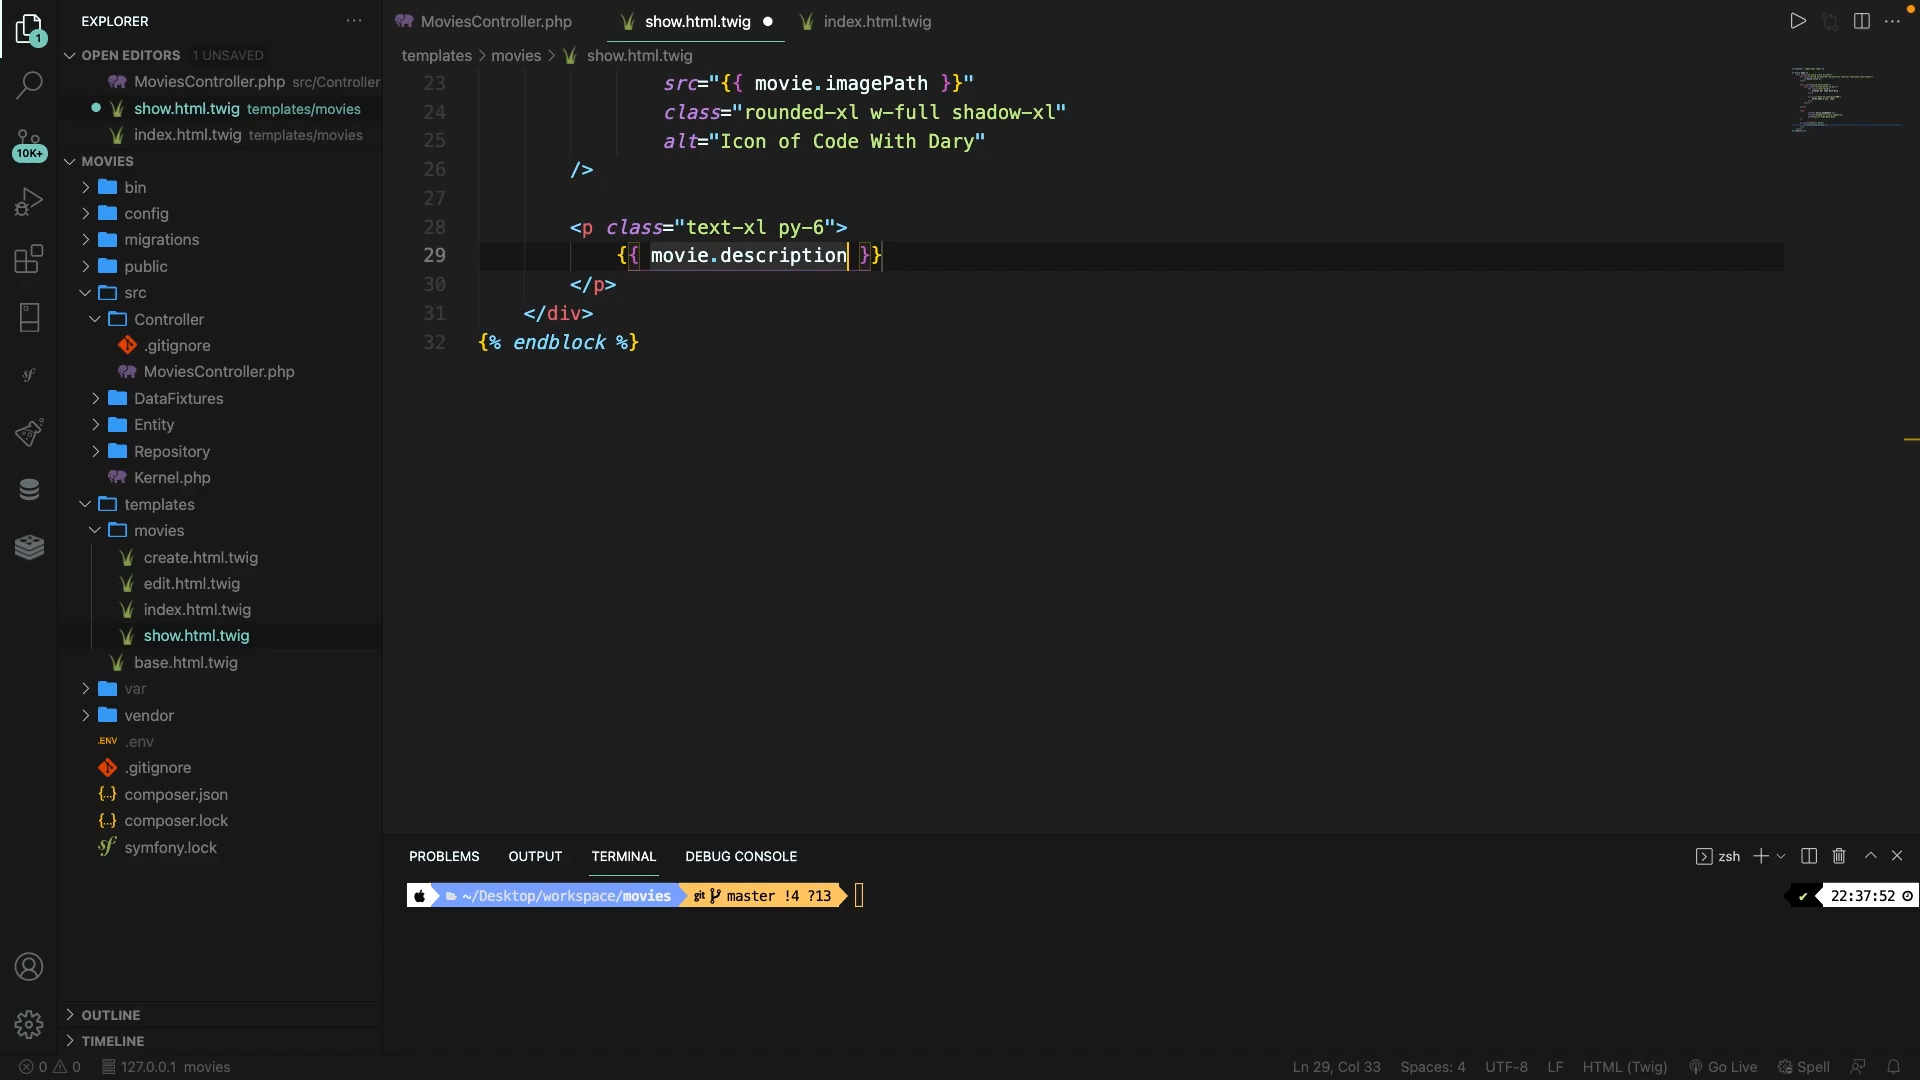 EXPLORER
OPEN EDITORS 1 UNSAVED
MoviesController.php src/Controller
show.html.twig templates/movies
index.html.twig templates/movies
MOVIES
bin
config
migrations
public
src
Controller
.gitignore
MoviesController.php
DataFixtures
Entity
Repository
Kernel.php
templates
movies
create.html.twig
edit.html.twig
index.html.twig
show.html.twig
base.html.twig
var
vendor
.ENV .env
.gitignore
{..} composer.json
{..} composer.lock
sf symfony.lock
OUTLINE
TIMELINE
1
10K+
sf
MoviesController.php show.html.twig index.html.twig
templates > movies > show.html.twig
23 src="{{ movie.imagePath }}"
24 class="rounded-xl w-full shadow-xl"
25 alt="Icon of Code With Dary"
26 />
27
28 <p class="text-xl py-6">
29 {{ movie.description }}
30 </p>
31 </div>
32 {% endblock %}
PROBLEMS OUTPUT TERMINAL DEBUG CONSOLE zsh
~/Desktop/workspace/movies git master !4 ?13 22:37:52
0 0 127.0.0.1 movies Ln 29, Col 33 Spaces: 4 UTF-8 LF HTML (Twig) Go Live Spell